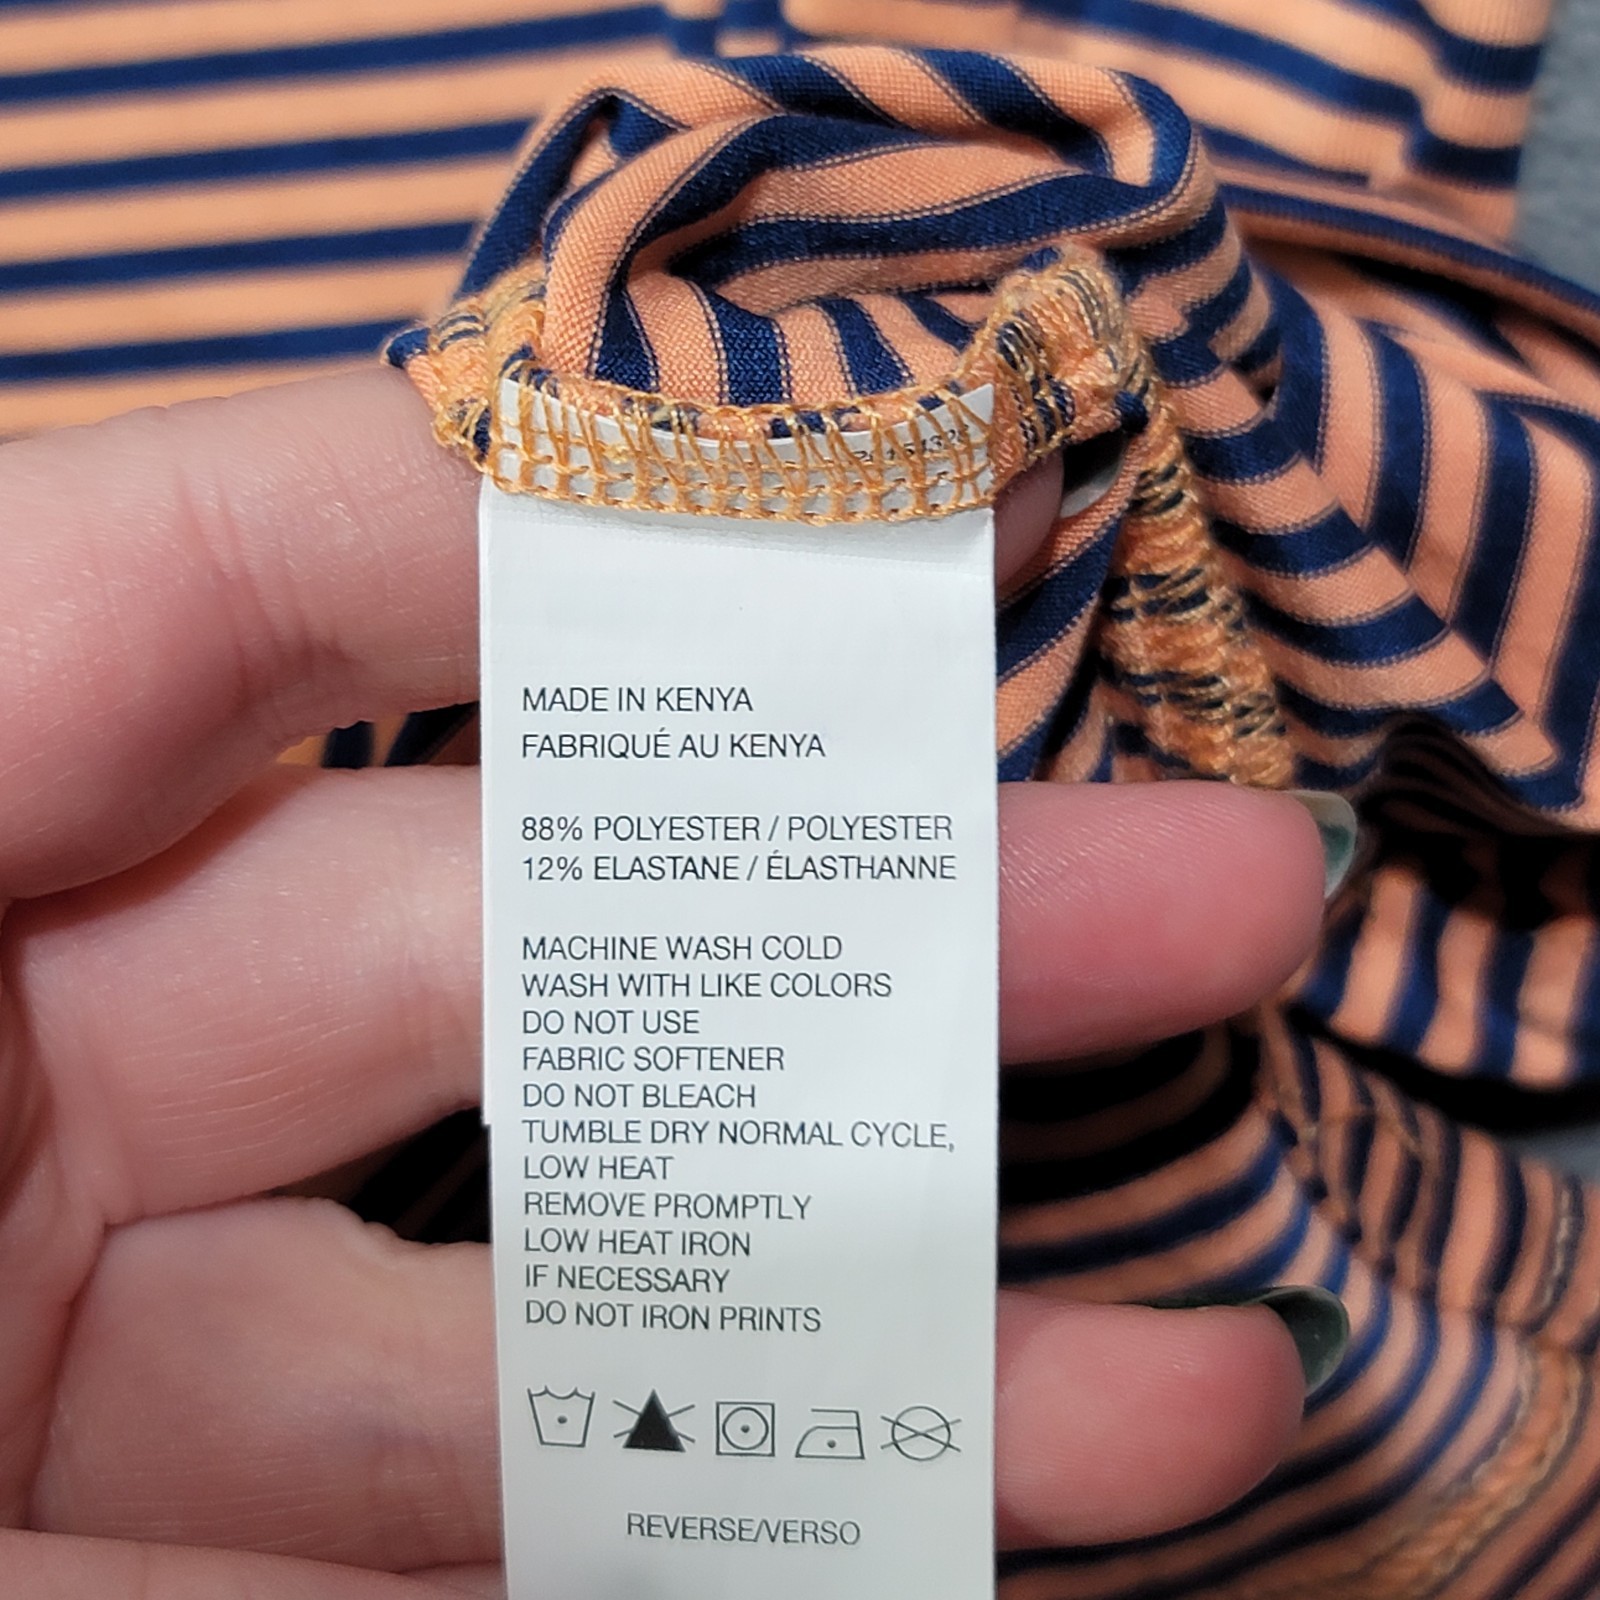 MADE IN KENYA
FABRIQUÉ AU KENYA
88% POLYESTER / POLYESTER
12% ELASTANE / ÉLASTHANNE
MACHINE WASH COLD
WASH WITH LIKE COLORS
DO NOT USE
FABRIC SOFTENER
DO NOT BLEACH
TUMBLE DRY NORMAL CYCLE,
LOW HEAT
REMOVE PROMPTLY
LOW HEAT IRON
IF NECESSARY
DO NOT IRON PRINTS
REVERSE/VERSO